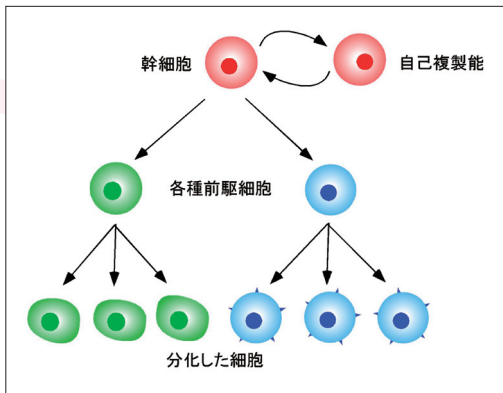 幹細胞
自己複製能
各種前駆細胞
分化した細胞